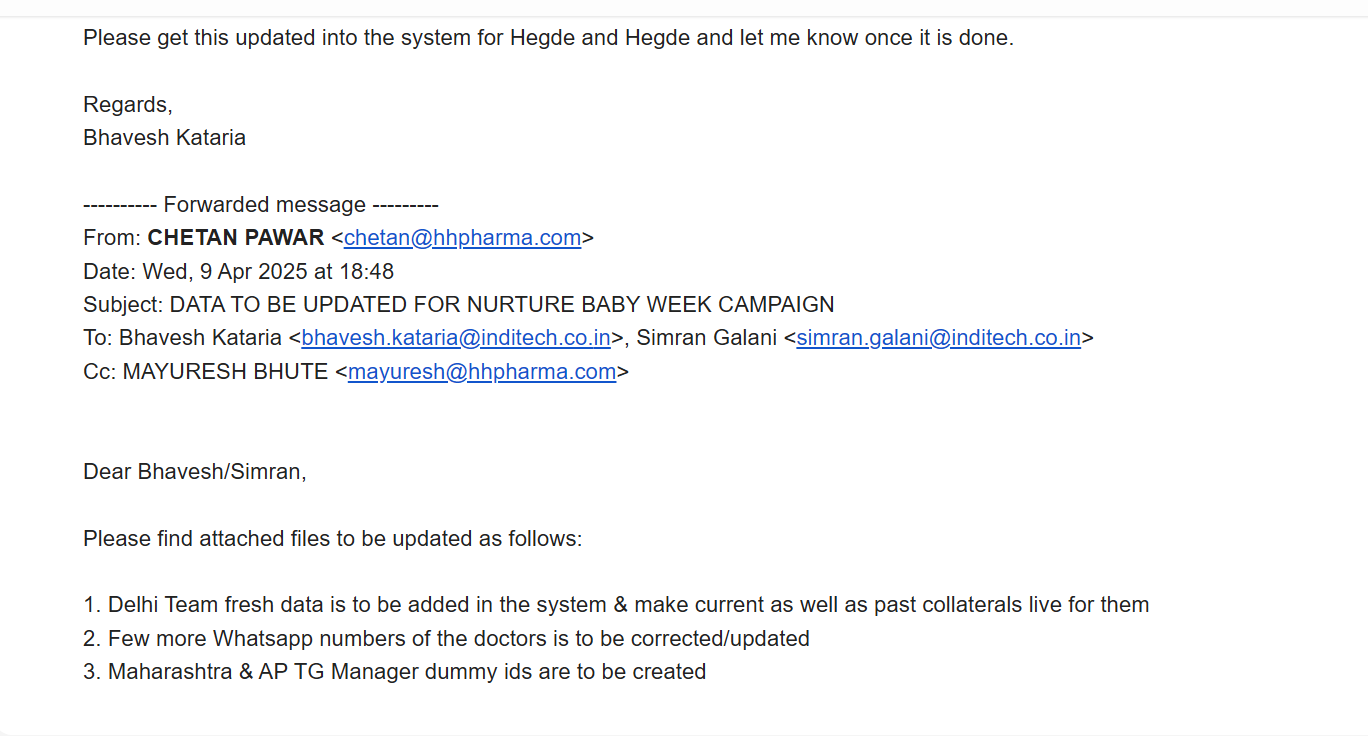 Please get this updated into the system for Hegde and Hegde and let me know once it is done.
Regards,
Bhavesh Kataria
---------- Forwarded message ---------
From: CHETAN PAWAR <chetan@hhpharma.com>
Date: Wed, 9 Apr 2025 at 18:48
Subject: DATA TO BE UPDATED FOR NURTURE BABY WEEK CAMPAIGN
To: Bhavesh Kataria <bhavesh.kataria@inditech.co.in>, Simran Galani <simran.galani@inditech.co.in>
Cc: MAYURESH BHUTE <mayuresh@hhpharma.com>
Dear Bhavesh/Simran,
Please find attached files to be updated as follows:
1. Delhi Team fresh data is to be added in the system & make current as well as past collaterals live for them
2. Few more Whatsapp numbers of the doctors is to be corrected/updated
3. Maharashtra & AP TG Manager dummy ids are to be created